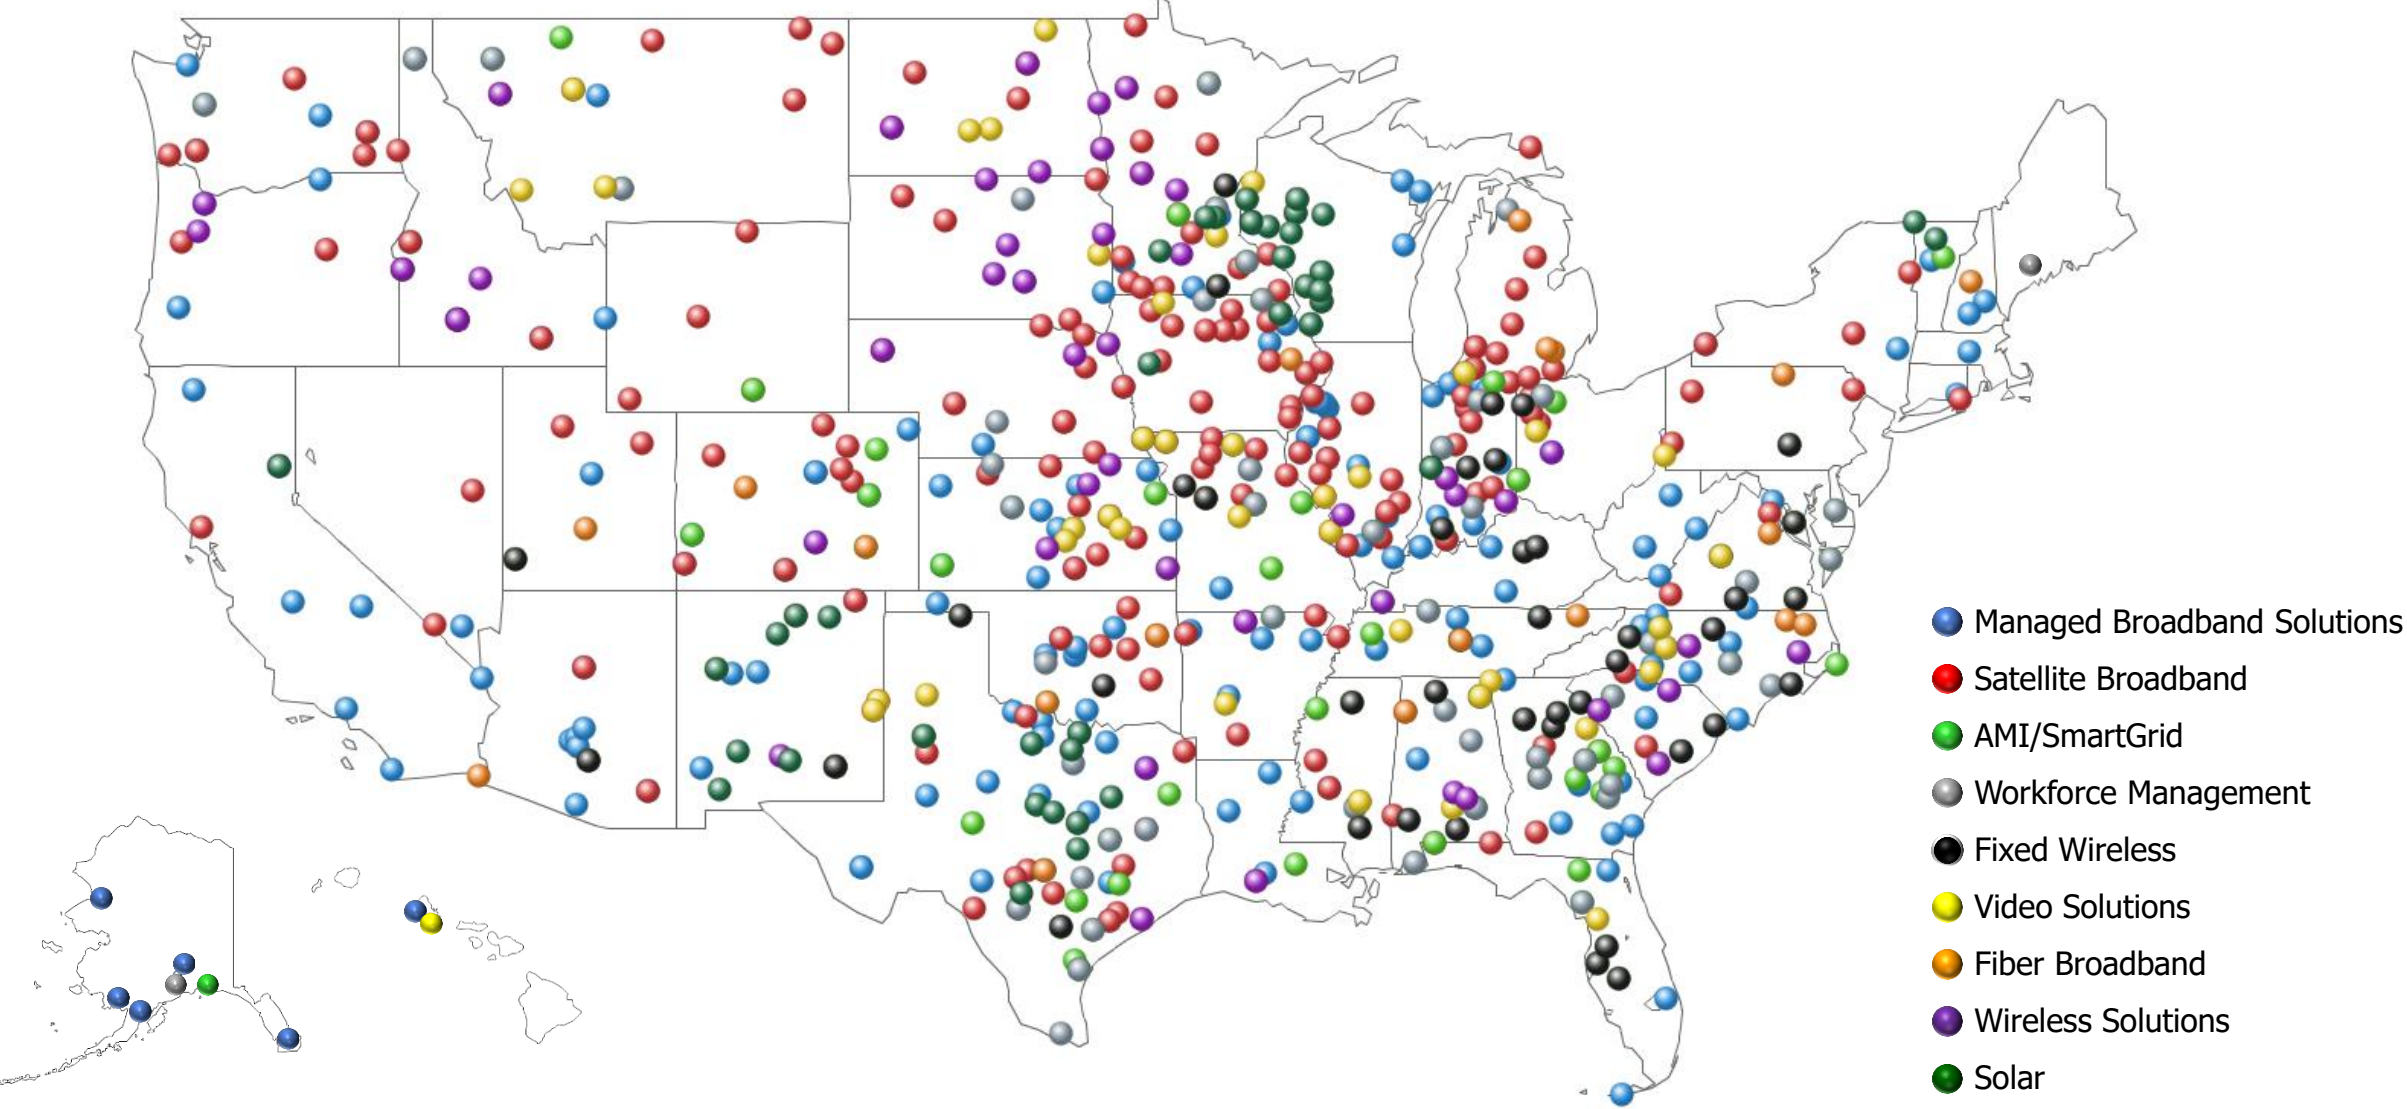 Managed Broadband Solutions
Satellite Broadband
AMI/SmartGrid
Workforce Management
Fixed Wireless
Video Solutions
Fiber Broadband
Wireless Solutions
Solar